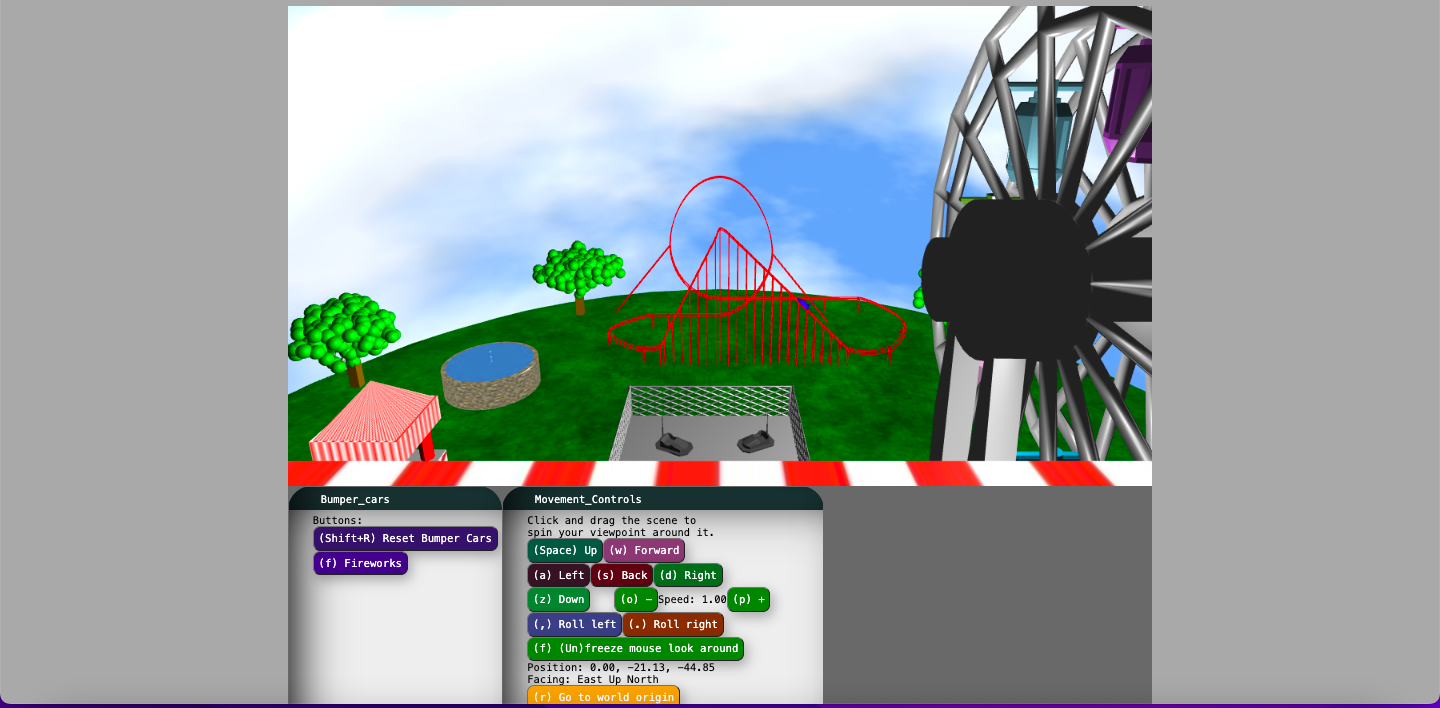 Bumper_cars
Buttons:
(Shift+R) Reset Bumper Cars
(f) Fireworks
Movement_Controls
Click and drag the scene to
spin your viewpoint around it.
(Space) Up (w) Forward
(a) Left (s) Back (d) Right
(z) Down (o) − Speed: 1.00 (p) +
(,) Roll left (.) Roll right
(f) (Un)freeze mouse look around
Position: 0.00, −21.13, −44.85
Facing: East Up North
(r) Go to world origin